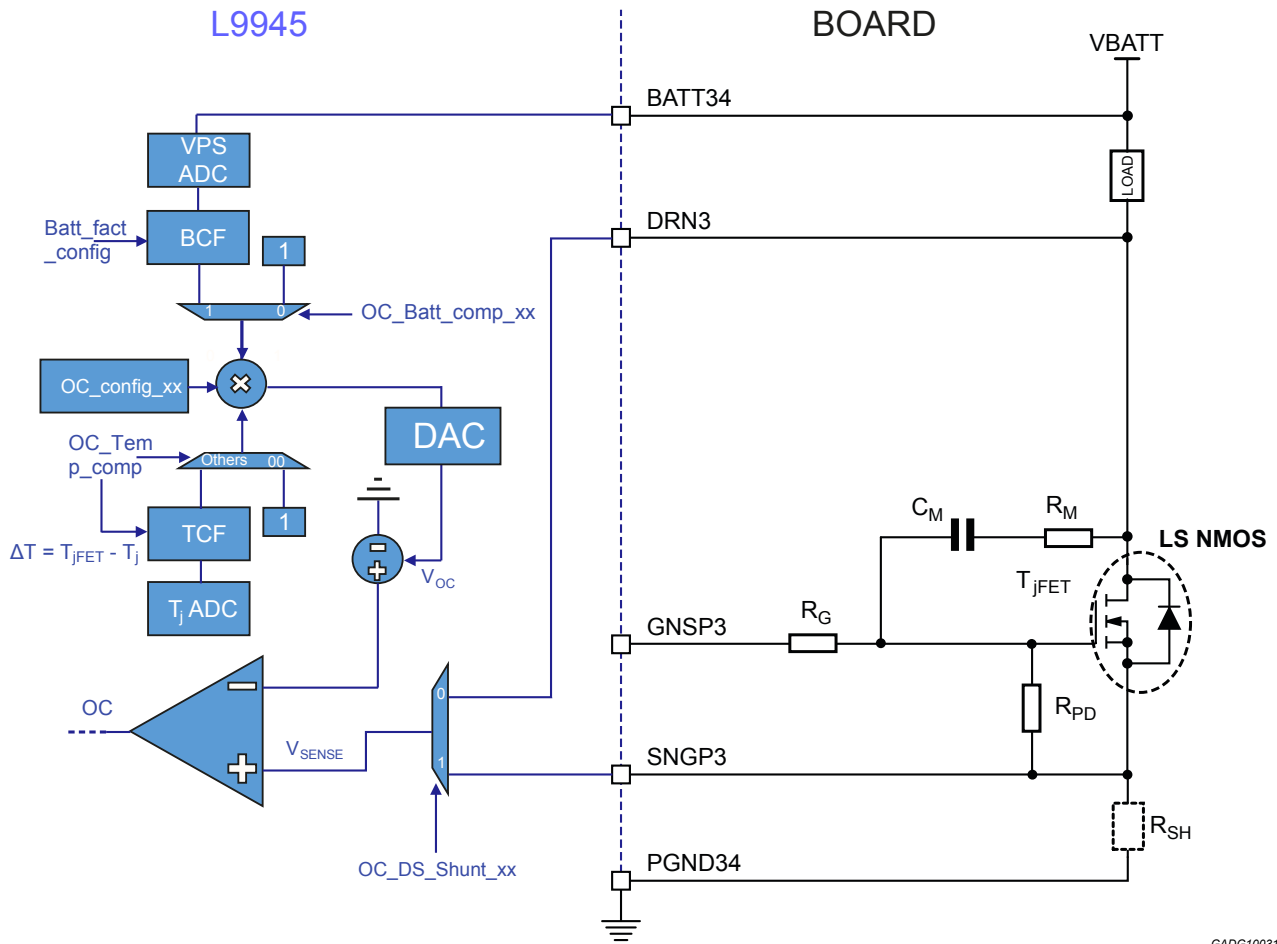 L9945
BOARD
VBATT
BATT34
VPS
ADC
LOAD
Batt_fact
_config
BCF
1
DRN3
1 0
OC_Batt_comp_xx
OC_config_xx
DAC
OC_Tem
p_comp
Others 00
TCF
1
ΔT = TjFET - Tj
Tj ADC
VOC
CM
RM
LS NMOS
TjFET
GNSP3
RG
RPD
OC
VSENSE
0
1
SNGP3
RSH
OC_DS_Shunt_xx
PGND34